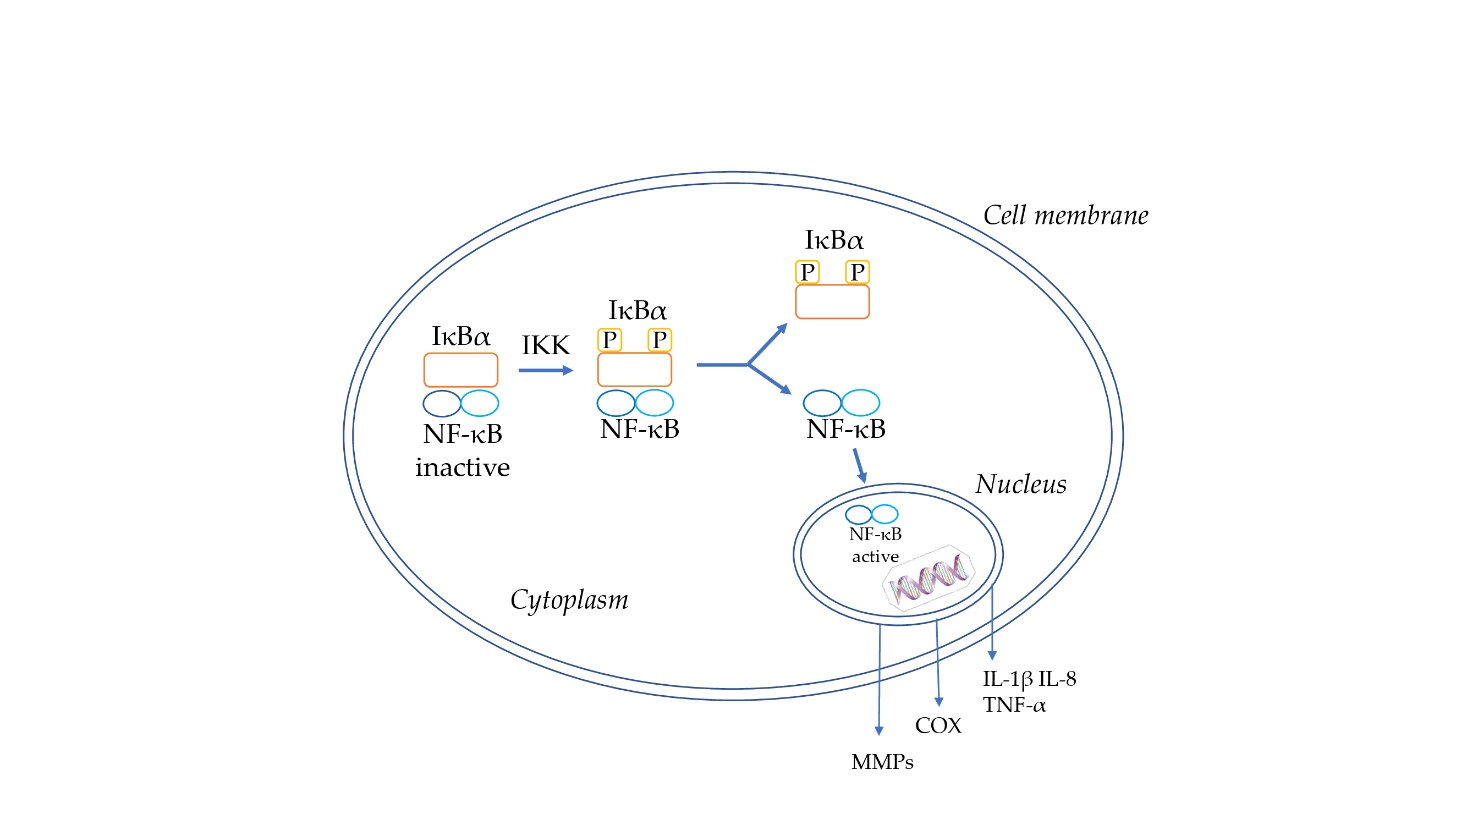 Cell membrane
IκBα
P P
IκBα
P P
IκBα
IKK
NF-κB
inactive
NF-κB
NF-κB
Nucleus
NF-κB
active
Cytoplasm
IL-1β IL-8
TNF-α
COX
MMPs